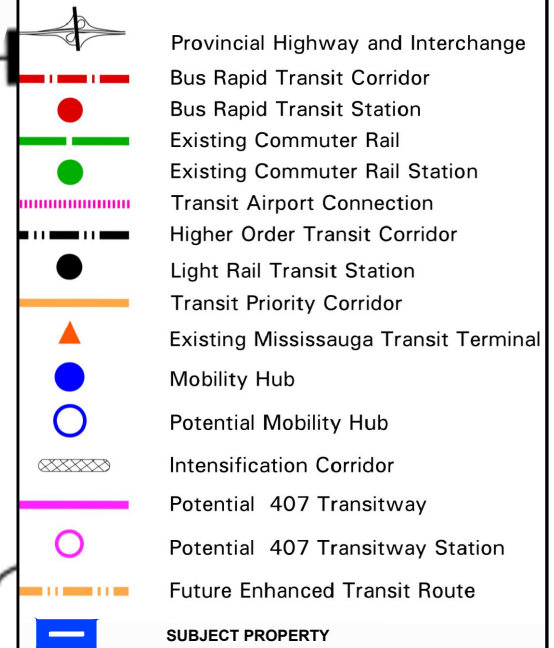 Provincial Highway and Interchange
Bus Rapid Transit Corridor
Bus Rapid Transit Station
Existing Commuter Rail
Existing Commuter Rail Station
Transit Airport Connection
Higher Order Transit Corridor
Light Rail Transit Station
Transit Priority Corridor
Existing Mississauga Transit Terminal
Mobility Hub
Potential Mobility Hub
Intensification Corridor
Potential 407 Transitway
Potential 407 Transitway Station
Future Enhanced Transit Route
SUBJECT PROPERTY